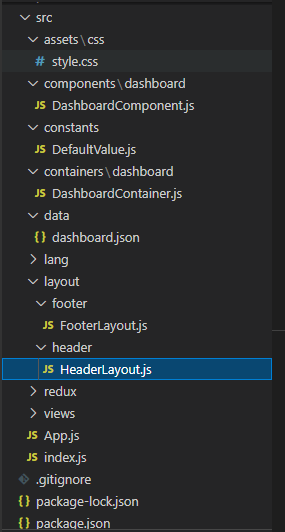 src
assets\css
# style.css
components\dashboard
JS DashboardComponent.js
constants
JS DefaultValue.js
containers\dashboard
JS DashboardContainer.js
data
{} dashboard.json
lang
layout
footer
JS FooterLayout.js
header
JS HeaderLayout.js
redux
views
JS App.js
JS index.js
.gitignore
{} package-lock.json
{} package.json